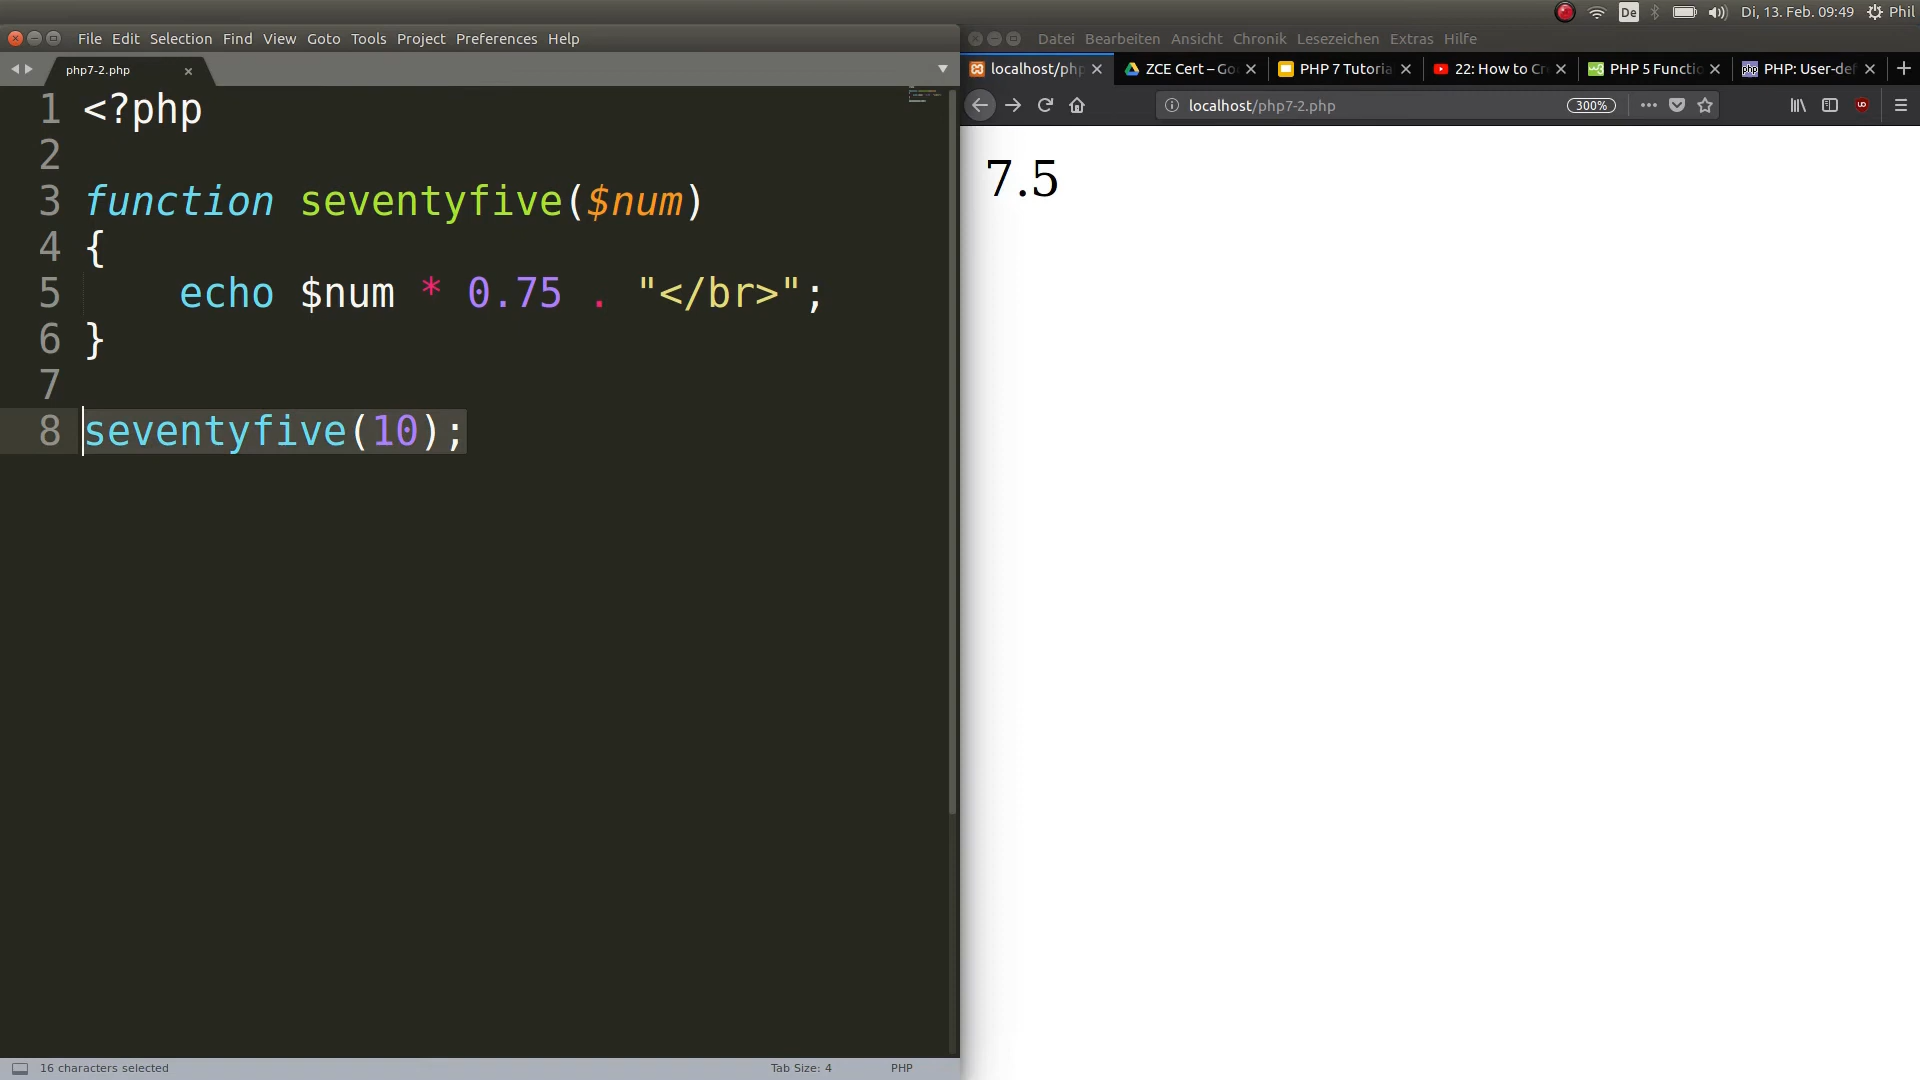 De
Di, 13. Feb. 09:49
Phil
File Edit Selection Find View Goto Tools Project Preferences Help
Datei Bearbeiten Ansicht Chronik Lesezeichen Extras Hilfe
php7-2.php
localhost/php
ZCE Cert – Go
PHP 7 Tutoria
22: How to Cr
PHP 5 Functio
PHP: User-def
localhost/php7-2.php
300%
1 <?php
2
3 function seventyfive($num)
4 {
5 echo $num * 0.75 . "</br>";
6 }
7
8 seventyfive(10);
7.5
16 characters selected
Tab Size: 4
PHP